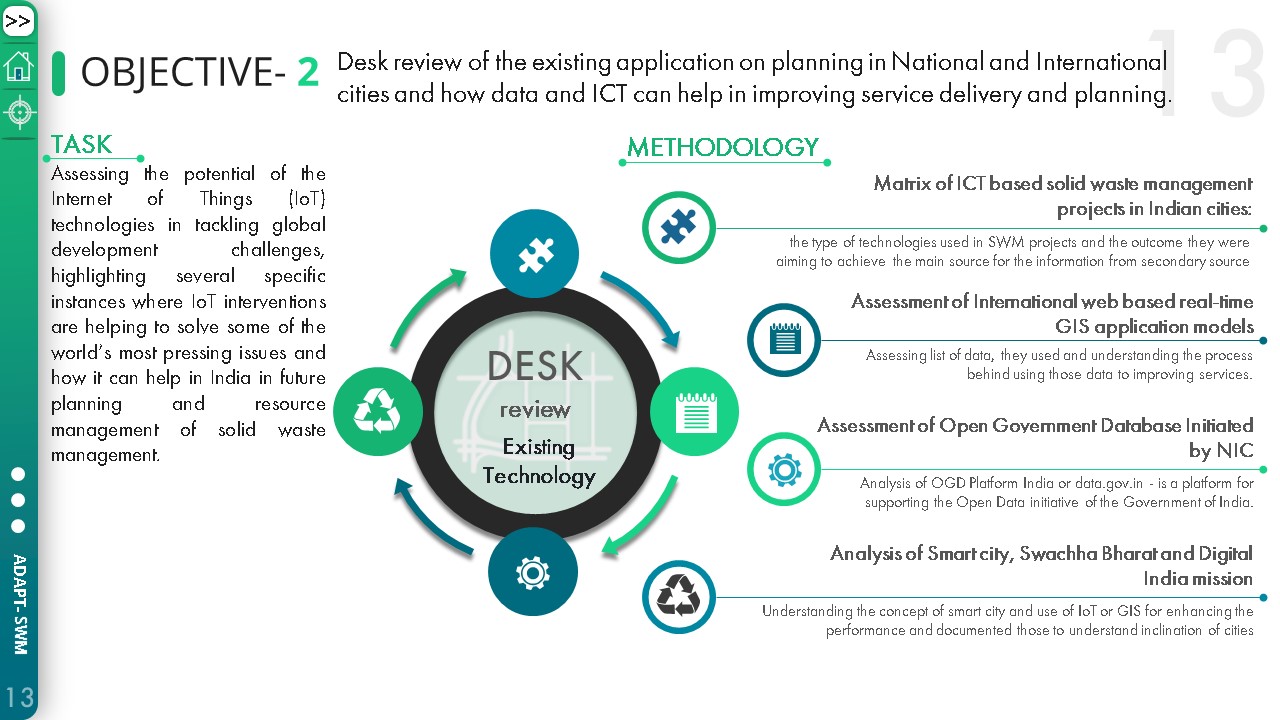 >>
OBJECTIVE- 2
Desk review of the existing application on planning in National and International
cities and how data and ICT can help in improving service delivery and planning.
13
TASK
Assessing the potential of the
Internet of Things (IoT)
technologies in tackling global
development challenges,
highlighting several specific
instances where IoT interventions
are helping to solve some of the
world's most pressing issues and
how it can help in India in future
planning and resource
management of solid waste
management.
DESK
review
Existing
Technology
METHODOLOGY
Matrix of ICT based solid waste management
projects in Indian cities:
the type of technologies used in SWM projects and the outcome they were
aiming to achieve the main source for the information from secondary source
Assessment of International web based real-time
GIS application models
Assessing list of data, they used and understanding the process
behind using those data to improving services.
Assessment of Open Government Database Initiated
by NIC
Analysis of OGD Platform India or data.gov.in - is a platform for
supporting the Open Data initiative of the Government of India.
Analysis of Smart city, Swachha Bharat and Digital
India mission
Understanding the concept of smart city and use of IoT or GIS for enhancing the
performance and documented those to understand inclination of cities
ADAPT- SWM
13